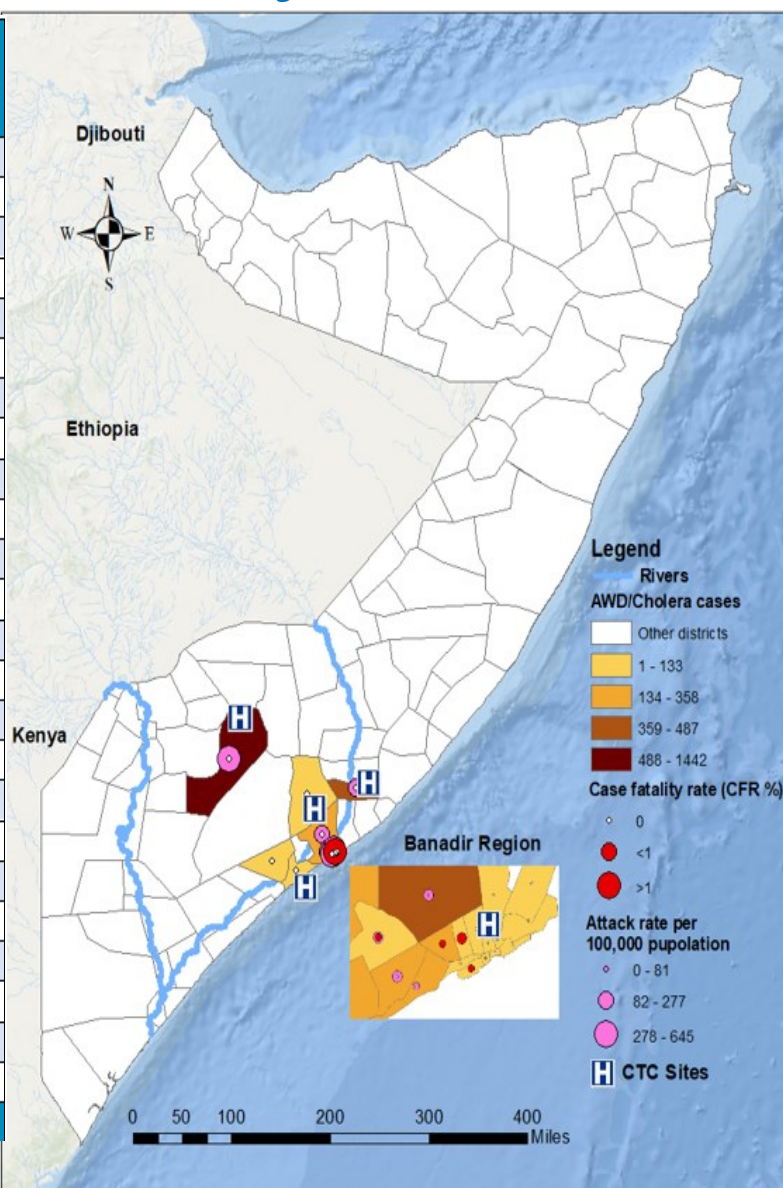 Djibouti
N
W E
S
Ethiopia
Kenya
Legend
Rivers
AWD/Cholera cases
Other districts
1 - 133
134 - 358
359 - 487
488 - 1442
Case fatality rate (CFR %)
0
<1
>1
Banadir Region
Attack rate per
100,000 pupolation
0 - 81
82 - 277
278 - 645
H CTC Sites
H
H
H
H
H
0 50 100 200 300 400
Miles